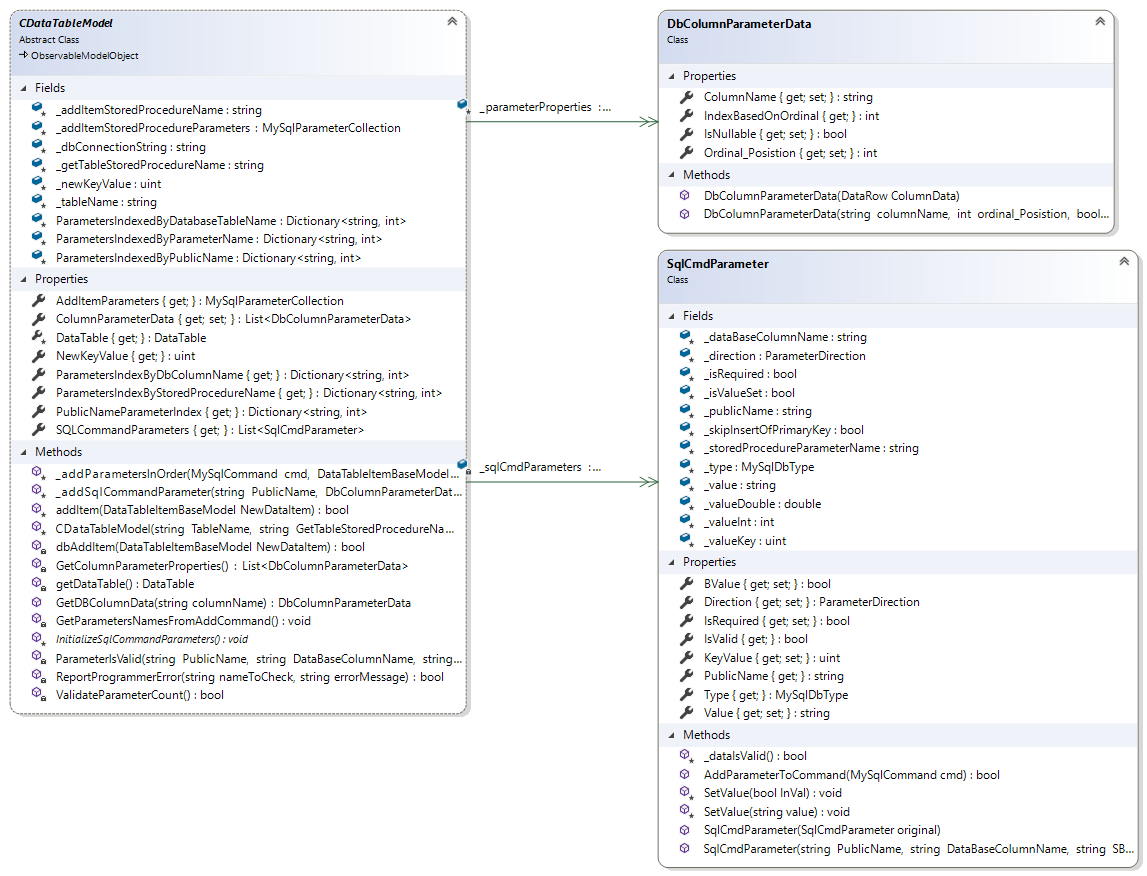 CDataTableModel
Abstract Class
ObservableModelObject
Fields
_addItemStoredProcedureName : string
_addItemStoredProcedureParameters : MySqlParameterCollection
_dbConnectionString : string
_getTableStoredProcedureName : string
_newKeyValue : uint
_tableName : string
ParametersIndexedByDatabaseTableName : Dictionary<string, int>
ParametersIndexedByParameterName : Dictionary<string, int>
ParametersIndexedByPublicName : Dictionary<string, int>
Properties
AddItemParameters { get; } : MySqlParameterCollection
ColumnParameterData { get; set; } : List<DbColumnParameterData>
DataTable { get; } : DataTable
NewKeyValue { get; } : uint
ParametersIndexByDbColumnName { get; } : Dictionary<string, int>
ParametersIndexByStoredProcedureName { get; } : Dictionary<string, int>
PublicNameParameterIndex { get; } : Dictionary<string, int>
SQLCommandParameters { get; } : List<SqlCmdParameter>
Methods
_addParametersInOrder(MySqlCommand cmd, DataTableItemBaseModel...
_addSqlCommandParameter(string PublicName, DbColumnParameterDat...
addItem(DataTableItemBaseModel NewDataItem) : bool
CDataTableModel(string TableName, string GetTableStoredProcedureNa...
dbAddItem(DataTableItemBaseModel NewDataItem) : bool
GetColumnParameterProperties() : List<DbColumnParameterData>
getDataTable() : DataTable
GetDBColumnData(string columnName) : DbColumnParameterData
GetParametersNamesFromAddCommand() : void
InitializeSqlCommandParameters() : void
ParameterIsValid(string PublicName, string DataBaseColumnName, string...
ReportProgrammerError(string nameToCheck, string errorMessage) : bool
ValidateParameterCount() : bool
_parameterProperties :...
_sqlCmdParameters :...
DbColumnParameterData
Class
Properties
ColumnName { get; set; } : string
IndexBasedOnOrdinal { get; } : int
IsNullable { get; set; } : bool
Ordinal_Posistion { get; set; } : int
Methods
DbColumnParameterData(DataRow ColumnData)
DbColumnParameterData(string columnName, int ordinal_Posistion, bool...
SqlCmdParameter
Class
Fields
_dataBaseColumnName : string
_direction : ParameterDirection
_isRequired : bool
_isValueSet : bool
_publicName : string
_skipInsertOfPrimaryKey : bool
_storedProcedureParameterName : string
_type : MySqlDbType
_value : string
_valueDouble : double
_valueInt : int
_valueKey : uint
Properties
BValue { get; set; } : bool
Direction { get; set; } : ParameterDirection
IsRequired { get; set; } : bool
IsValid { get; } : bool
KeyValue { get; set; } : uint
PublicName { get; } : string
Type { get; } : MySqlDbType
Value { get; set; } : string
Methods
_dataIsValid() : bool
AddParameterToCommand(MySqlCommand cmd) : bool
SetValue(bool InVal) : void
SetValue(string value) : void
SqlCmdParameter(SqlCmdParameter original)
SqlCmdParameter(string PublicName, string DataBaseColumnName, string SB...